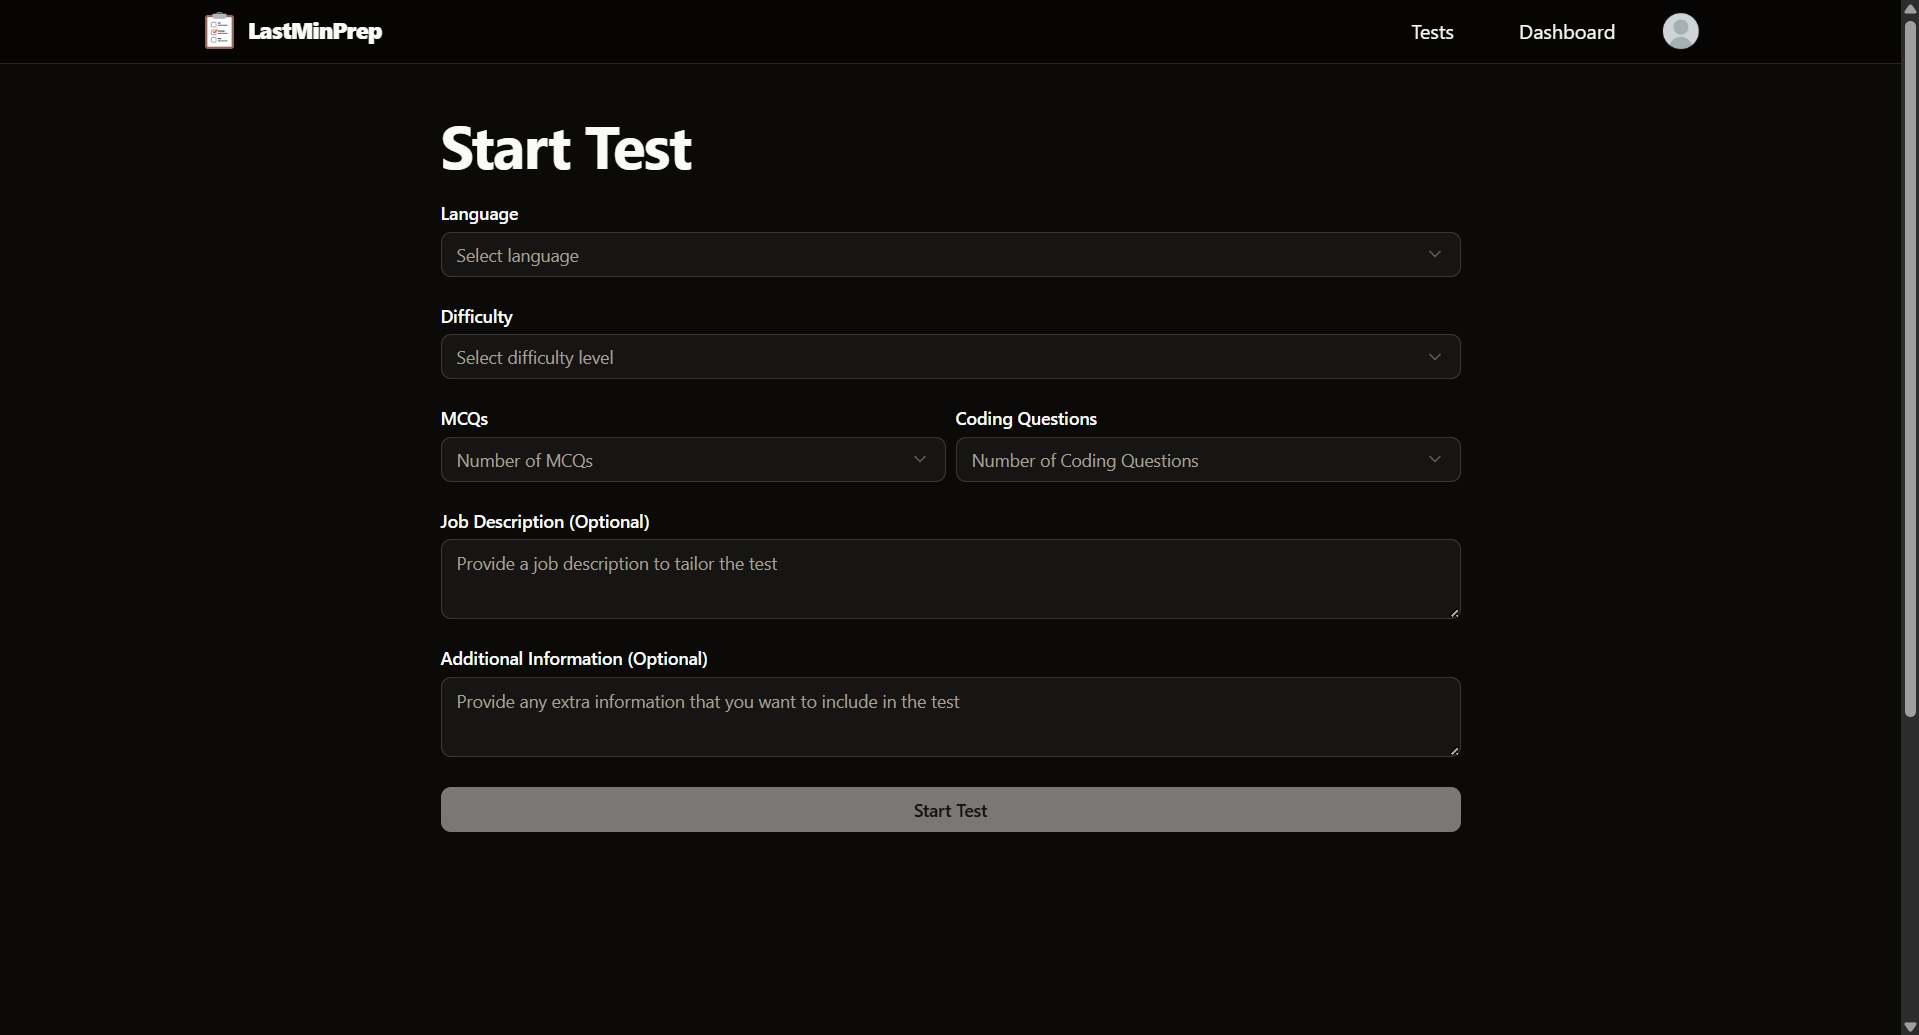 LastMinPrep
Tests
Dashboard
Start Test
Language
Select language
Difficulty
Select difficulty level
MCQs
Coding Questions
Number of MCQs
Number of Coding Questions
Job Description (Optional)
Provide a job description to tailor the test
Additional Information (Optional)
Provide any extra information that you want to include in the test
Start Test